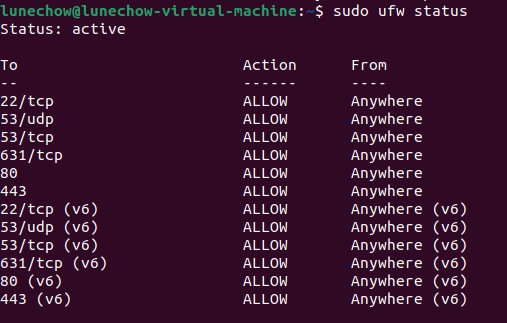 lunechow@lunechow-virtual-machine:~$ sudo ufw status
Status: active

To                         Action      From
--                         ------      ----
22/tcp                     ALLOW       Anywhere
53/udp                     ALLOW       Anywhere
53/tcp                     ALLOW       Anywhere
631/tcp                    ALLOW       Anywhere
80                         ALLOW       Anywhere
443                        ALLOW       Anywhere
22/tcp (v6)                ALLOW       Anywhere (v6)
53/udp (v6)                ALLOW       Anywhere (v6)
53/tcp (v6)                ALLOW       Anywhere (v6)
631/tcp (v6)               ALLOW       Anywhere (v6)
80 (v6)                    ALLOW       Anywhere (v6)
443 (v6)                   ALLOW       Anywhere (v6)